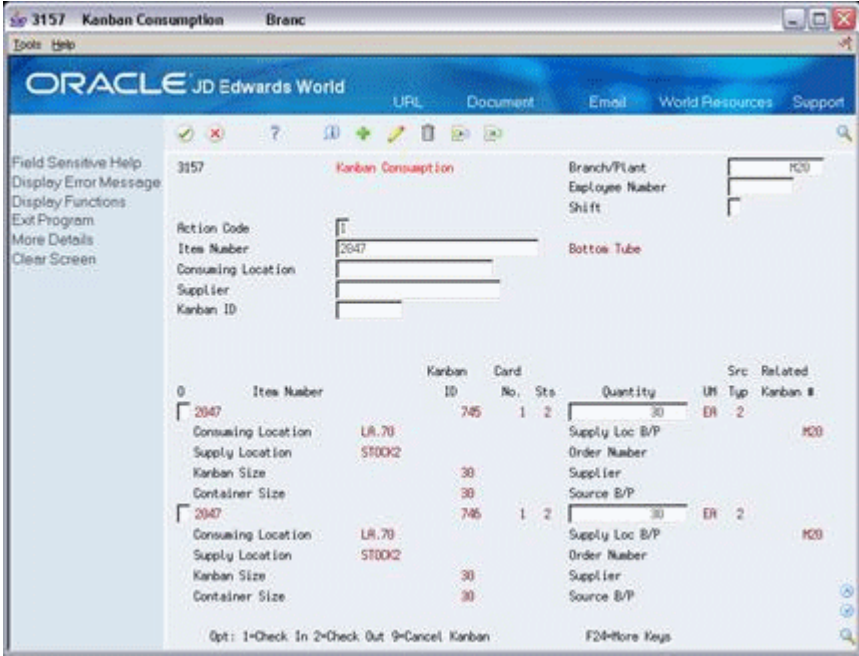 3157 Kanban Consumption Branc
Tools Help
ORACLE JD Edwards World
URL Document Email World Resources Support
Field Sensitive Help
Display Error Message
Display Functions
Exit Program
More Details
Clear Screen
3157 Kanban Consumption Branch/Plant M20
Employee Number
Shift
Action Code I
Item Number 2047
Consuming Location Bottom Tube
Supplier
Kanban ID
Kanban Card Src Related
O Item Number ID No. Sts Quantity UM Typ Kanban #
2047 745 1 2 30 EA 2
Consuming Location LA.70 Supply Loc B/P M20
Supply Location STOCK2 Order Number
Kanban Size 30 Supplier
Container Size 30 Source B/P
2047 746 1 2 30 EA 2
Consuming Location LA.70 Supply Loc B/P M20
Supply Location STOCK2 Order Number
Kanban Size 30 Supplier
Container Size 30 Source B/P
Opt: 1=Check In 2=Check Out 9=Cancel Kanban F24=More Keys